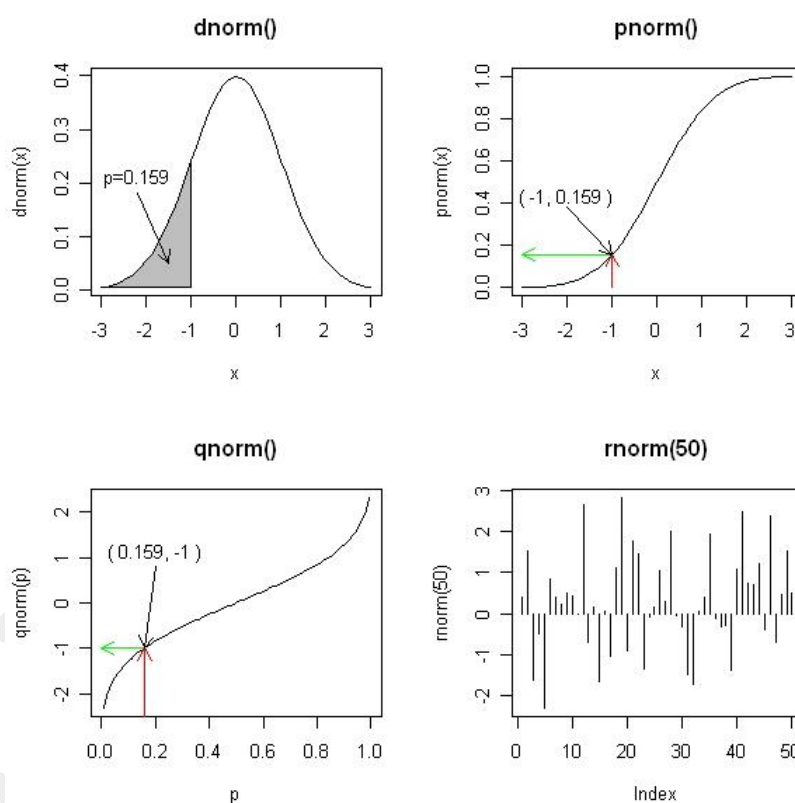 dnorm()
dnorm(x)
0.0 0.1 0.2 0.3 0.4
p=0.159
-3 -2 -1 0 1 2 3
x
pnorm()
pnorm(x)
0.0 0.2 0.4 0.6 0.8 1.0
( -1, 0.159 )
-3 -2 -1 0 1 2 3
x
qnorm()
qnorm(p)
-2 -1 0 1 2
( 0.159, -1 )
0.0 0.2 0.4 0.6 0.8 1.0
p
rnorm(50)
rnorm(50)
-2 -1 0 1 2 3
0 10 20 30 40 50
Index